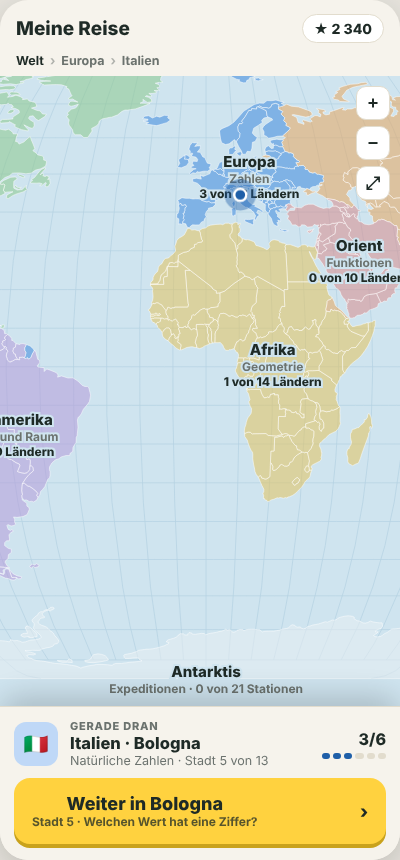 Meine Reise
★ 2 340
Welt › Europa › Italien
+
−
Europa
Zahlen
3 von Ländern
Orient
Funktionen
0 von 10 Länder
Afrika
Geometrie
1 von 14 Ländern
merika
und Raum
Ländern
Antarktis
Expeditionen · 0 von 21 Stationen
GERADE DRAN
Italien · Bologna
Natürliche Zahlen · Stadt 5 von 13
3/6
Weiter in Bologna
Stadt 5 · Welchen Wert hat eine Ziffer?
›